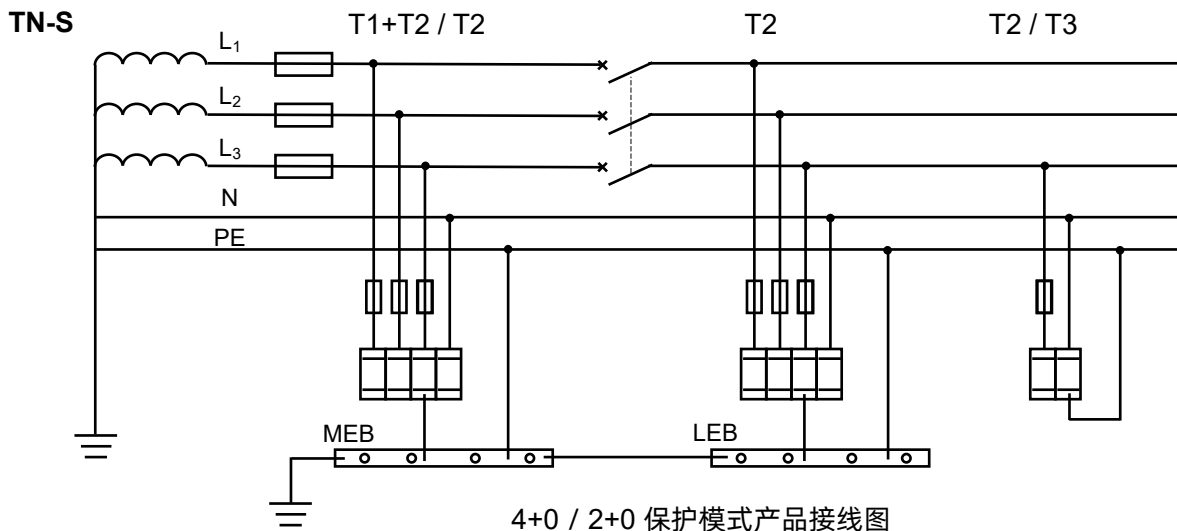 TN-S T1+T2 / T2 T2 T2 / T3
L₁
L₂
L₃
N
PE
MEB LEB
4+0 / 2+0 保护模式产品接线图